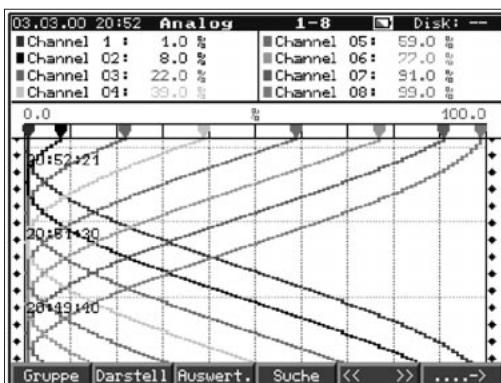 03.03.00 20:52 Analog 1-8 Disk: --
Channel 1 : 1.0 % Channel 05: 59.0 %
Channel 02: 8.0 % Channel 06: 77.0 %
Channel 03: 22.0 % Channel 07: 91.0 %
Channel 04: 39.0 % Channel 08: 99.0 %
0.0 % 100.0
20:52:21
20:51:30
20:49:40
Gruppe Darstell Auswert. Suche << >> ....->